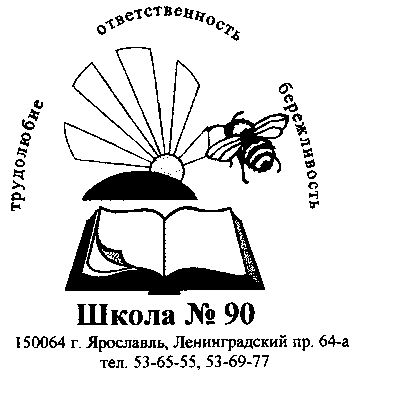 трудолюбие
ответственность
бережливость
Школа № 90
150064 г. Ярославль, Ленинградский пр. 64-а
тел. 53-65-55, 53-69-77